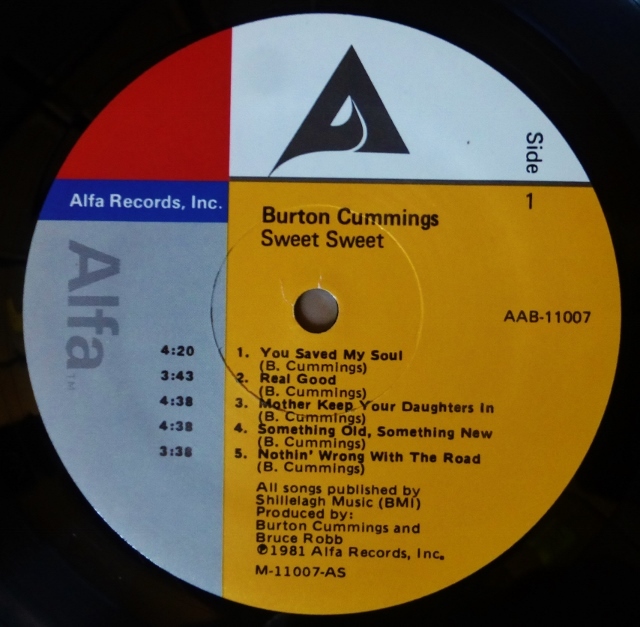 Side
1
Alfa Records, Inc.
Burton Cummings
Sweet Sweet
Alfa™
AAB-11007
4:20 1. You Saved My Soul
(B. Cummings)
3:43 2. Real Good
(B. Cummings)
4:38 3. Mother Keep Your Daughters In
(B. Cummings)
4:38 4. Something Old, Something New
(B. Cummings)
3:38 5. Nothin' Wrong With The Road
(B. Cummings)
All songs published by
Shillelagh Music (BMI)
Produced by:
Burton Cummings and
Bruce Robb
℗1981 Alfa Records, Inc.
M-11007-AS